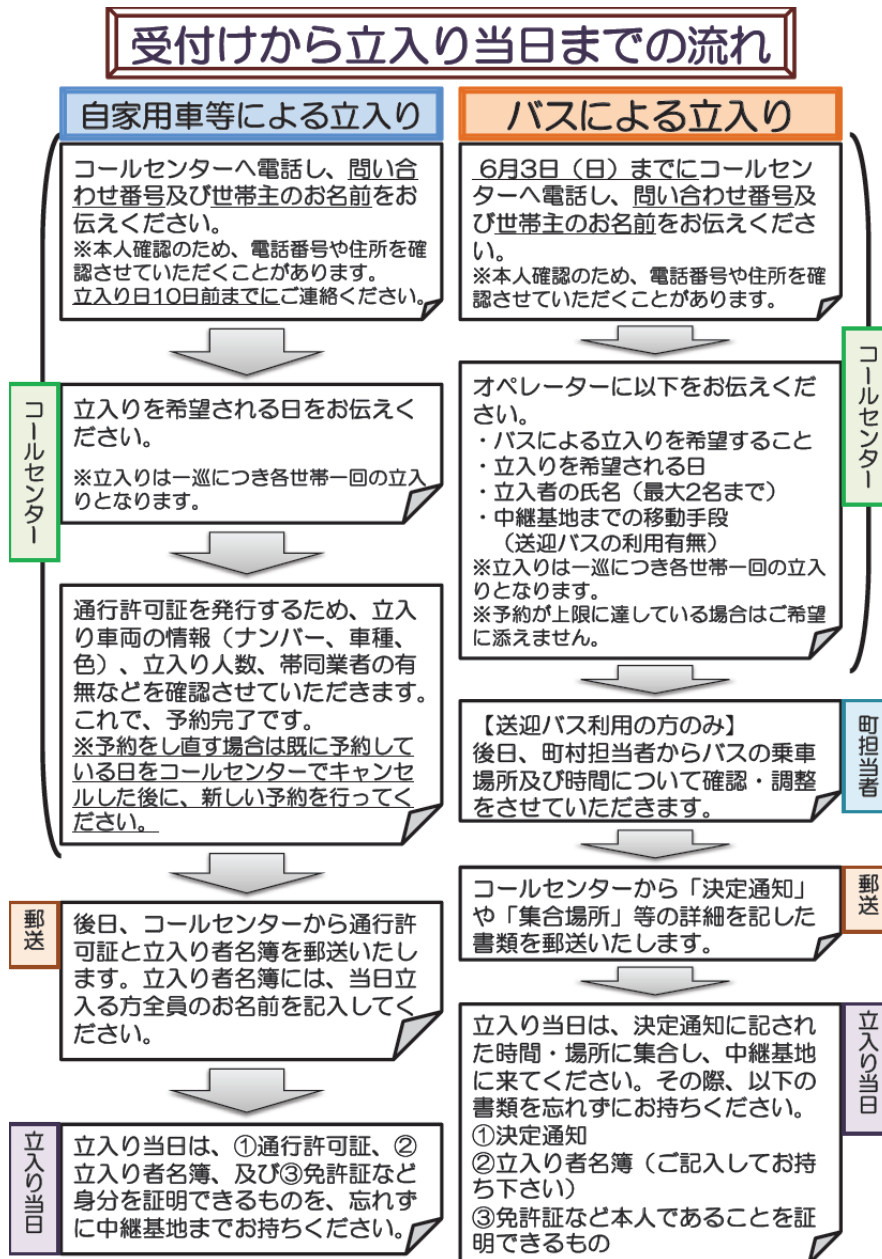 受付けから立入り当日までの流れ
自家用車等による立入り
コールセンターへ電話し、問い合
わせ番号及び世帯主のお名前をお
伝えください。
※本人確認のため、電話番号や住所を確
認させていただくことがあります。
立入り日10日前までにご連絡ください。
コールセンター
立入りを希望される日をお伝えく
ださい。
※立入りは一巡につき各世帯一回の立入
りとなります。
通行許可証を発行するため、立入
り車両の情報（ナンバー、車種、
色）、立入り人数、帯同業者の有
無などを確認させていただきます。
これで、予約完了です。
※予約をし直す場合は既に予約して
いる日をコールセンターでキャンセ
ルした後に、新しい予約を行ってく
ださい。
郵送
後日、コールセンターから通行許
可証と立入り者名簿を郵送いたし
ます。立入り者名簿には、当日立
入る方全員のお名前を記入してく
ださい。
立入り当日
立入り当日は、①通行許可証、②
立入り者名簿、及び③免許証など
身分を証明できるものを、忘れず
に中継基地までお持ちください。
バスによる立入り
6月3日（日）までにコールセン
ターへ電話し、問い合わせ番号及
び世帯主のお名前をお伝えくださ
い。
※本人確認のため、電話番号や住所を確
認させていただくことがあります。
コールセンター
オペレーターに以下をお伝えくだ
さい。
・バスによる立入りを希望すること
・立入りを希望される日
・立入者の氏名（最大2名まで）
・中継基地までの移動手段
（送迎バスの利用有無）
※立入りは一巡につき各世帯一回の立入
りとなります。
※予約が上限に達している場合はご希望
に添えません。
町担当者
【送迎バス利用の方のみ】
後日、町村担当者からバスの乗車
場所及び時間について確認・調整
をさせていただきます。
郵送
コールセンターから「決定通知」
や「集合場所」等の詳細を記した
書類を郵送いたします。
立入り当日
立入り当日は、決定通知に記され
た時間・場所に集合し、中継基地
に来てください。その際、以下の
書類を忘れずにお持ちください。
①決定通知
②立入り者名簿（ご記入してお持
ち下さい）
③免許証など本人であることを証
明できるもの